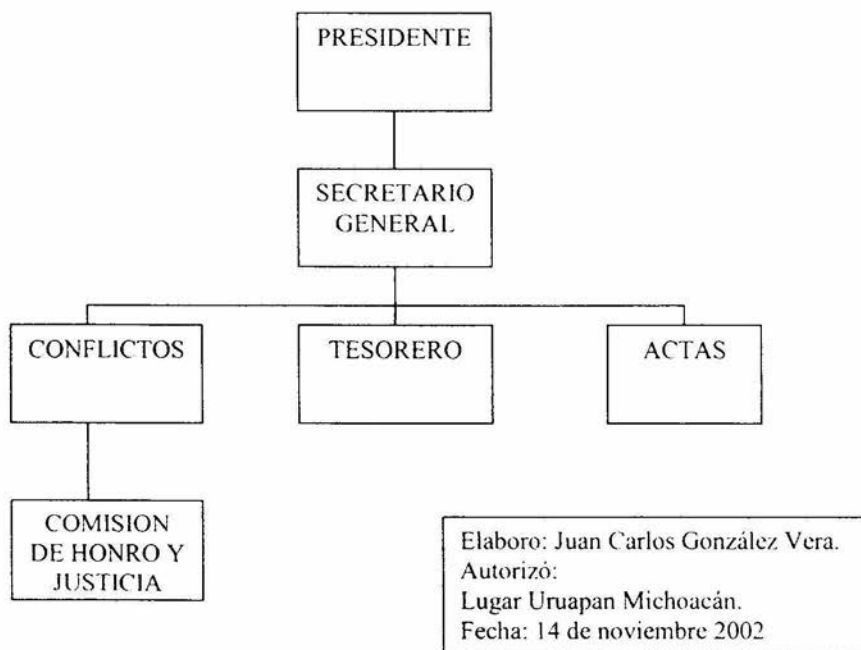 PRESIDENTE
SECRETARIO
GENERAL
CONFLICTOS
TESORERO
ACTAS
COMISION
DE HONRO Y
JUSTICIA
Elaboro: Juan Carlos González Vera.
Autorizó:
Lugar Uruapan Michoacán.
Fecha: 14 de noviembre 2002